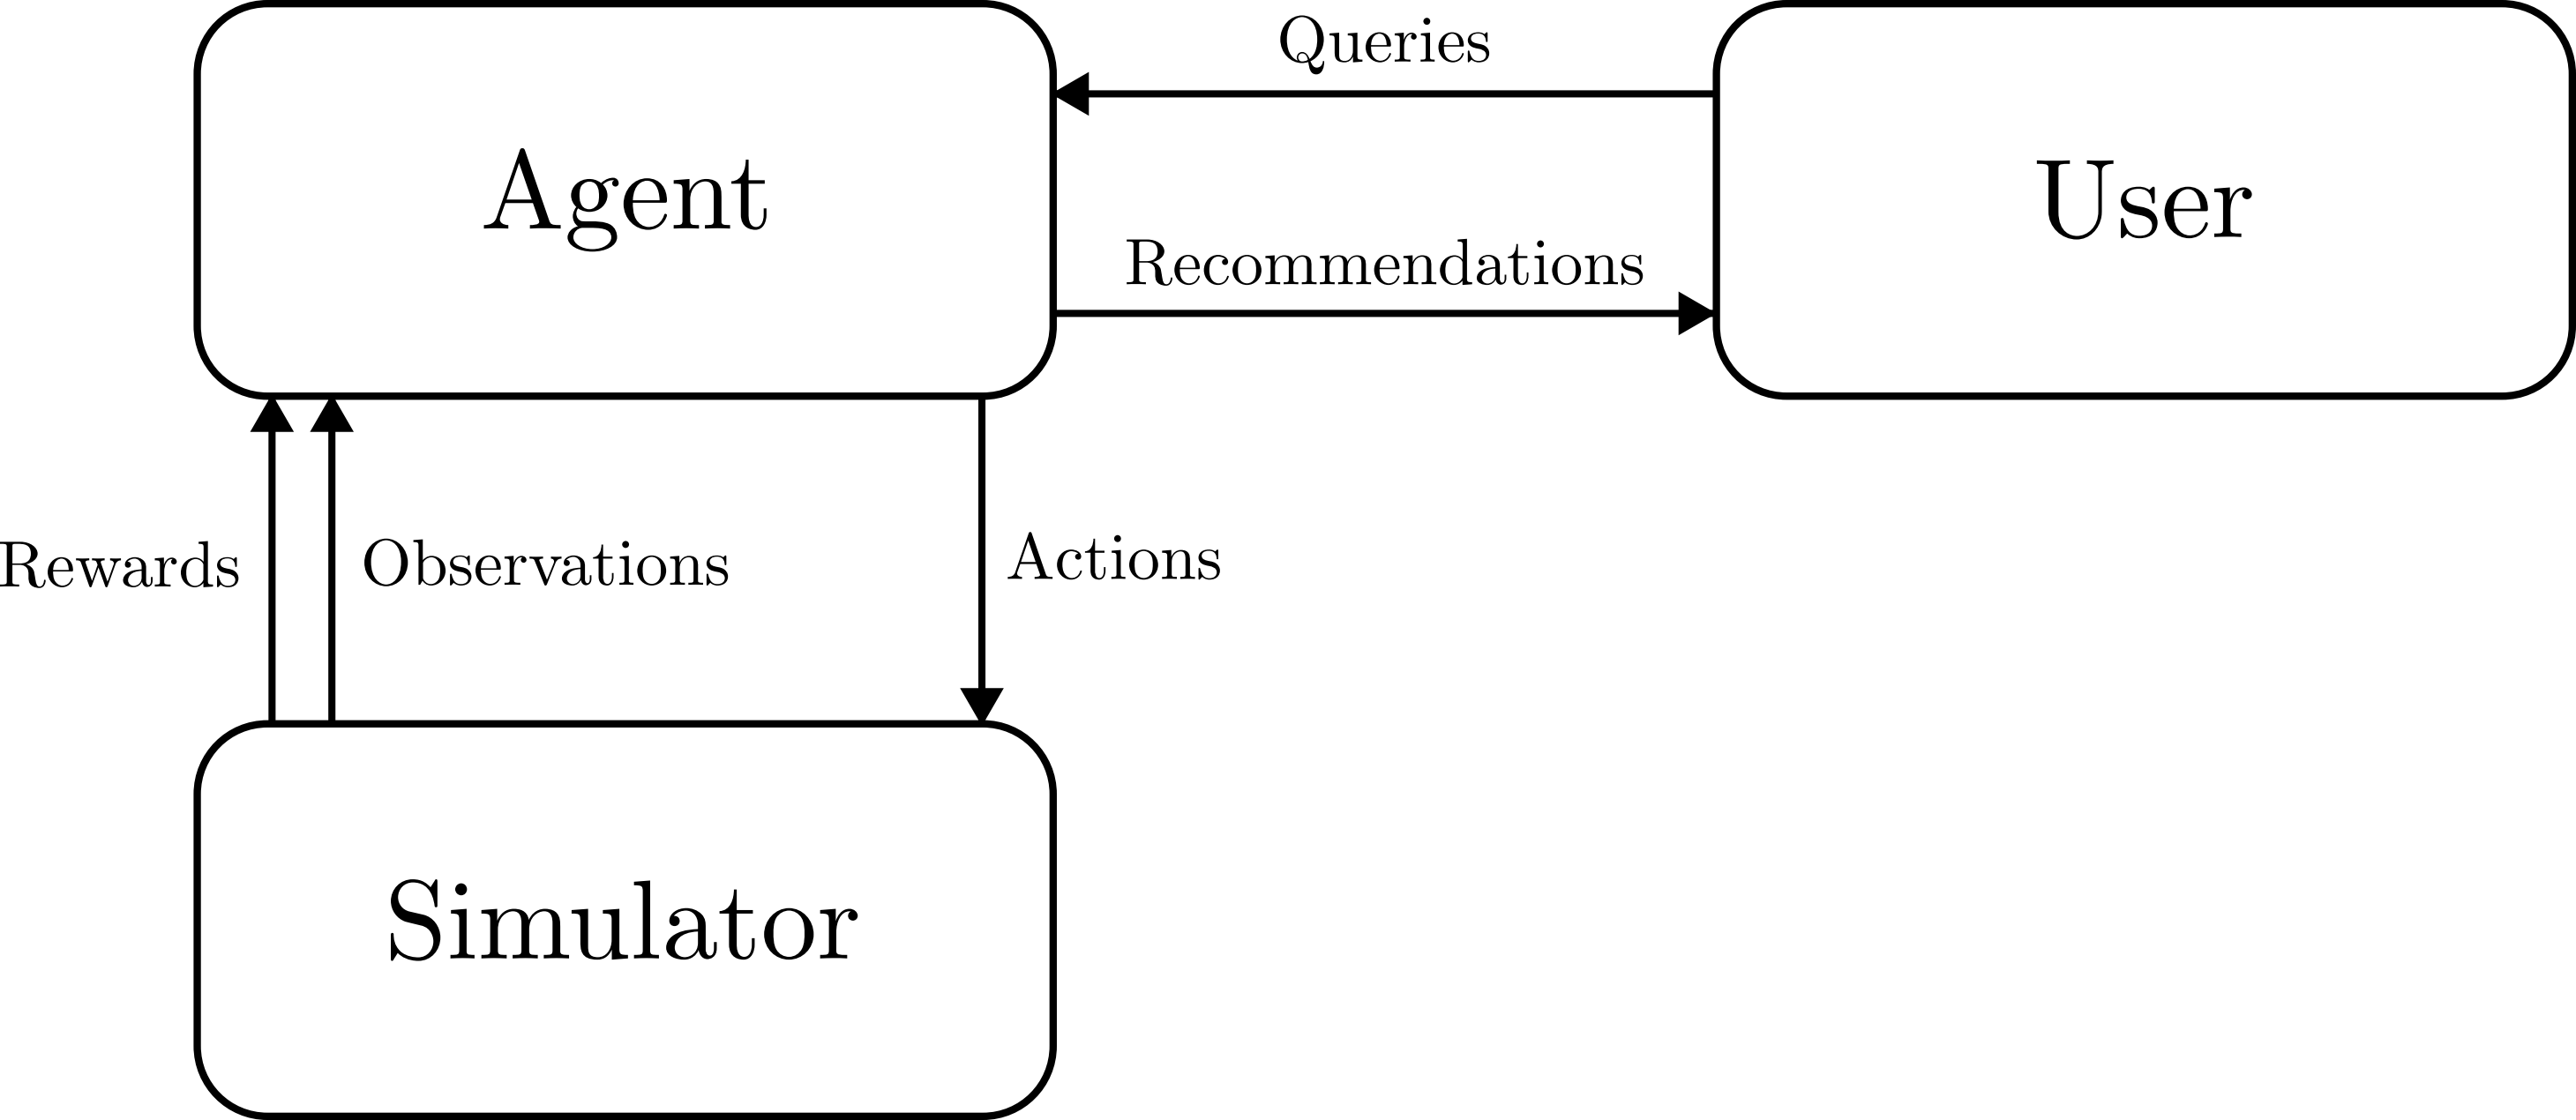 Queries
Agent
User
Recommendations
Rewards
Observations
Actions
Simulator